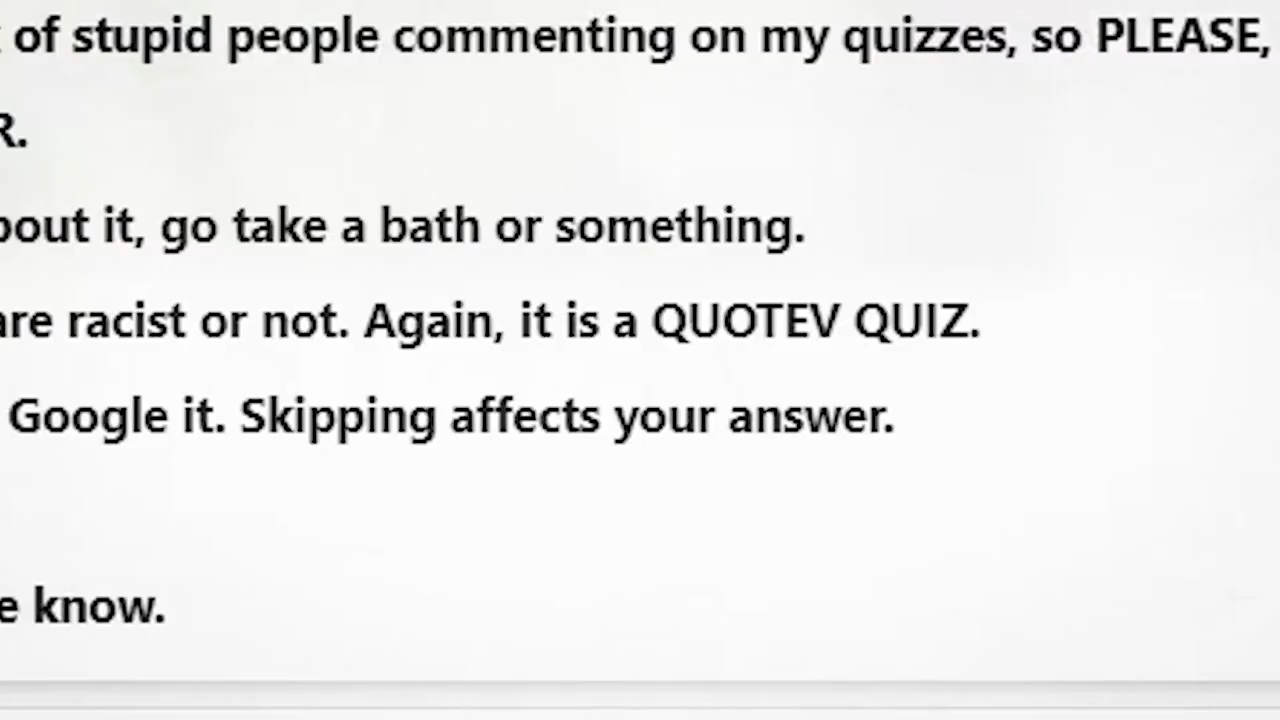 of stupid people commenting on my quizzes, so PLEASE,
R.
bout it, go take a bath or something.
are racist or not. Again, it is a QUOTEV QUIZ.
Google it. Skipping affects your answer.
e know.